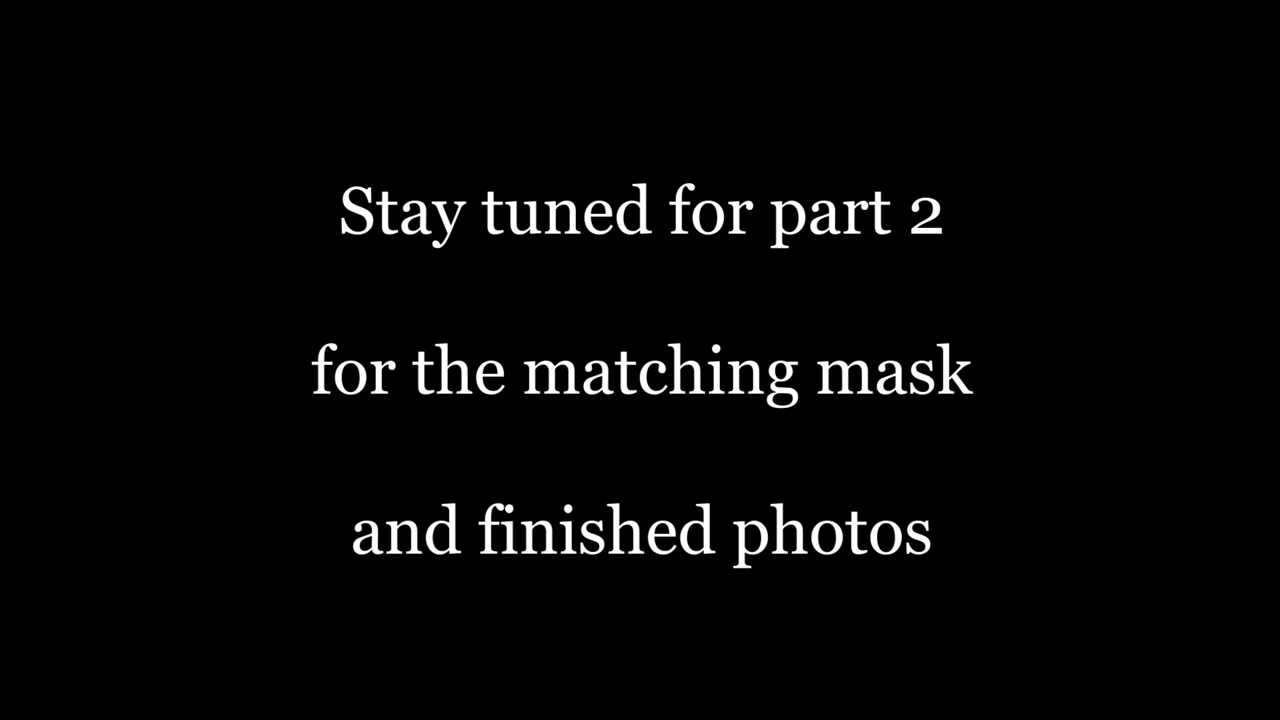 Stay tuned for part 2
for the matching mask
and finished photos